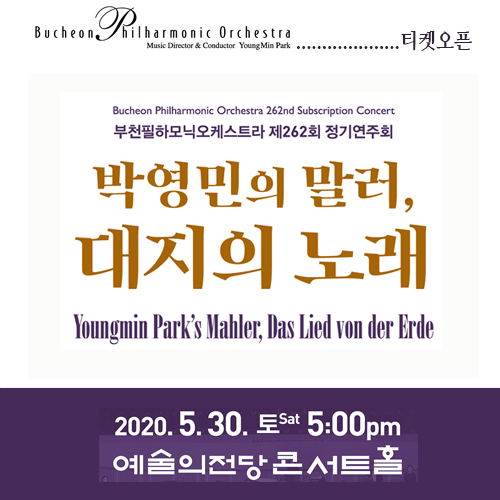 Bucheon Philharmonic Orchestra
Music Director & Conductor YoungMin Park
....................티켓오픈
Bucheon Philharmonic Orchestra 262nd Subscription Concert
부천필하모닉오케스트라 제262회 정기연주회
박영민의 말러,
대지의 노래
Youngmin Park's Mahler, Das Lied von der Erde
2020. 5. 30. 토Sat 5:00pm
예술의전당 콘서트홀